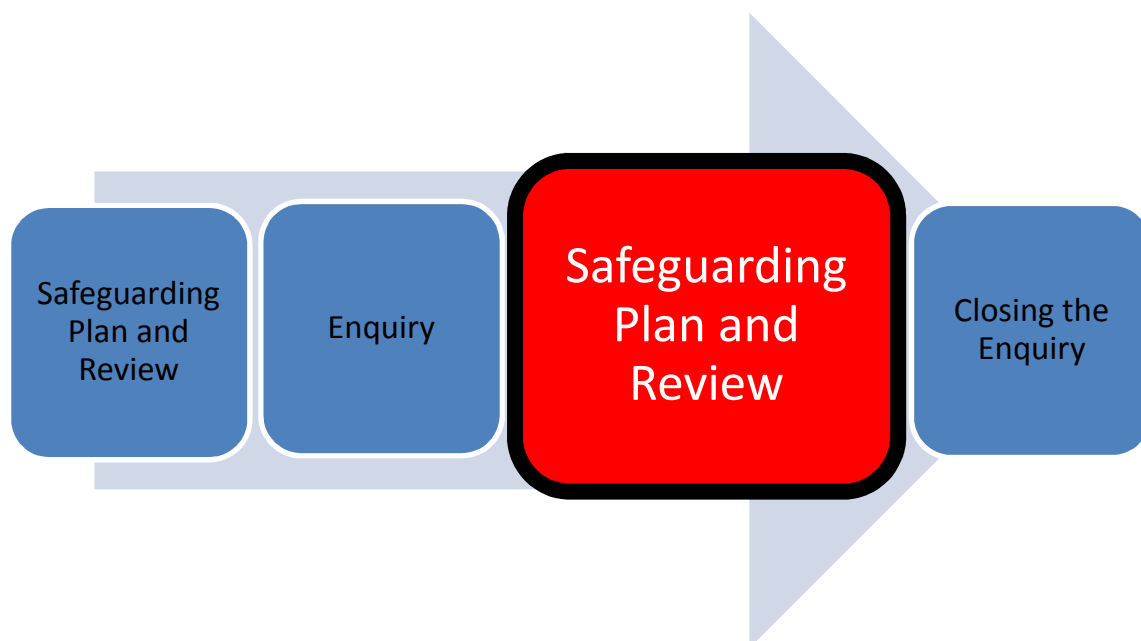 Safeguarding
Plan and
Review
Enquiry
Safeguarding
Plan and
Review
Closing the
Enquiry